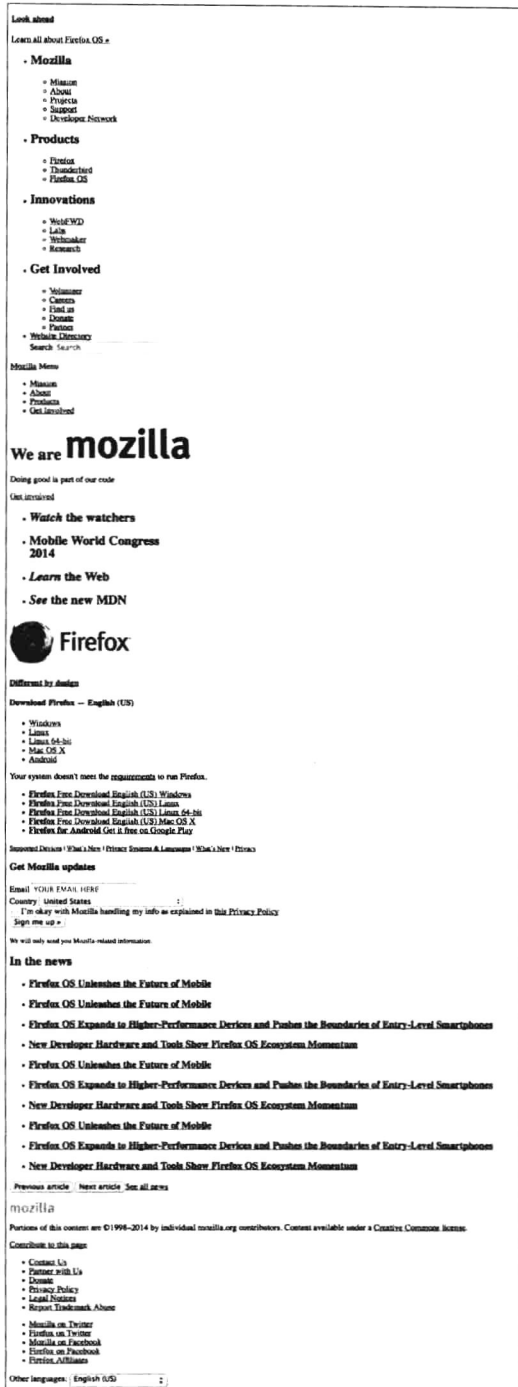 Look ahead
Learn all about Firefox OS »
Mozilla
Mission
About
Projects
Support
Developer Network
Products
Firefox
Thunderbird
Firefox OS
Innovations
WebFWD
Labs
Webmaker
Research
Get Involved
Volunteer
Careers
Find us
Donate
Partner
Website Directory
Search Search
Mozilla Menu
Mission
About
Products
Get Involved
We are mozilla
Doing good is part of our code
Get involved
Watch the watchers
Mobile World Congress
2014
Learn the Web
See the new MDN
Firefox
Different by design
Download Firefox — English (US)
Windows
Linux
Linux 64-bit
Mac OS X
Android
Your system doesn't meet the requirements to run Firefox.
Firefox Free Download English (US) Windows
Firefox Free Download English (US) Linux
Firefox Free Download English (US) Linux 64-bit
Firefox Free Download English (US) Mac OS X
Firefox for Android Get it free on Google Play
Supported Devices | What's New | Privacy Systems & Languages | What's New | Privacy
Get Mozilla updates
Email YOUR EMAIL HERE
Country United States
I'm okay with Mozilla handling my info as explained in this Privacy Policy
Sign me up »
We will only send you Mozilla-related information.
In the news
Firefox OS Unleashes the Future of Mobile
Firefox OS Unleashes the Future of Mobile
Firefox OS Expands to Higher-Performance Devices and Pushes the Boundaries of Entry-Level Smartphones
New Developer Hardware and Tools Show Firefox OS Ecosystem Momentum
Firefox OS Unleashes the Future of Mobile
Firefox OS Expands to Higher-Performance Devices and Pushes the Boundaries of Entry-Level Smartphones
New Developer Hardware and Tools Show Firefox OS Ecosystem Momentum
Firefox OS Unleashes the Future of Mobile
Firefox OS Expands to Higher-Performance Devices and Pushes the Boundaries of Entry-Level Smartphones
New Developer Hardware and Tools Show Firefox OS Ecosystem Momentum
Previous article Next article See all news
mozilla
Portions of this content are ©1998–2014 by individual mozilla.org contributors. Content available under a Creative Commons license.
Contribute to this page
Contact Us
Partner with Us
Donate
Privacy Policy
Legal Notices
Report Trademark Abuse
Mozilla on Twitter
Firefox on Twitter
Mozilla on Facebook
Firefox on Facebook
Firefox Affiliates
Other languages: English (US)